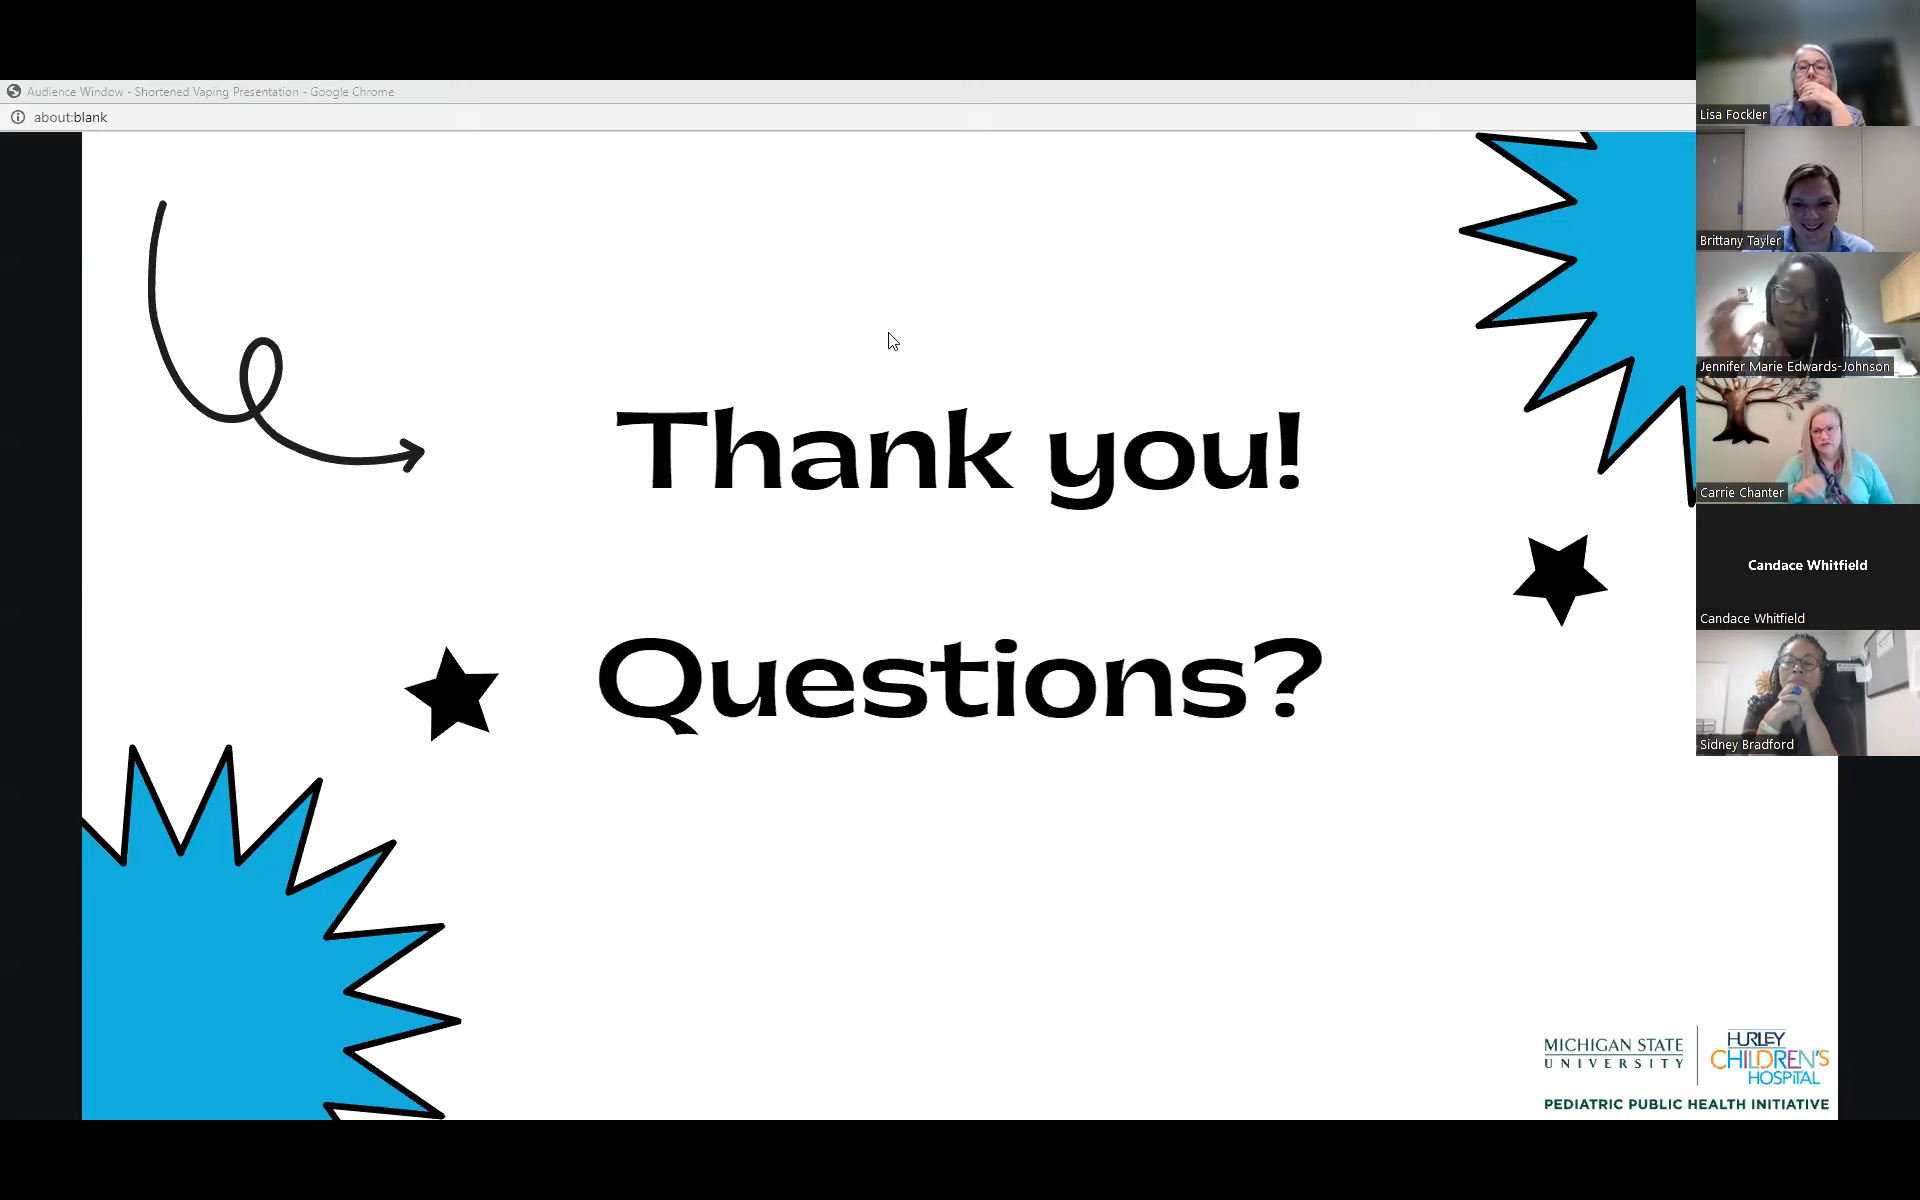 Audience Window - Shortened Vaping Presentation - Google Chrome
about:blank
Thank you!
Questions?
MICHIGAN STATE
UNIVERSITY
HURLEY
CHILDREN'S
HOSPITAL
PEDIATRIC PUBLIC HEALTH INITIATIVE
Lisa Fockler
Brittany Tayler
Jennifer Marie Edwards-Johnson
Carrie Chanter
Candace Whitfield
Candace Whitfield
Sidney Bradford